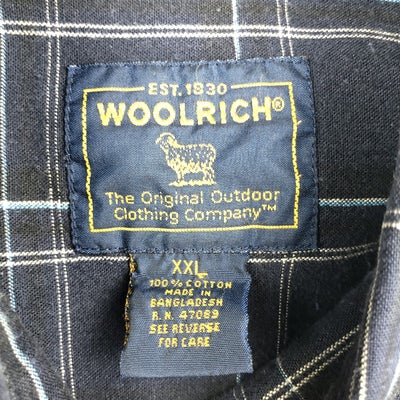 EST. 1830
WOOLRICH®
The Original Outdoor
Clothing Company™
XXL
100% COTTON
MADE IN
BANGLADESH
R.N. 47089
SEE REVERSE
FOR CARE